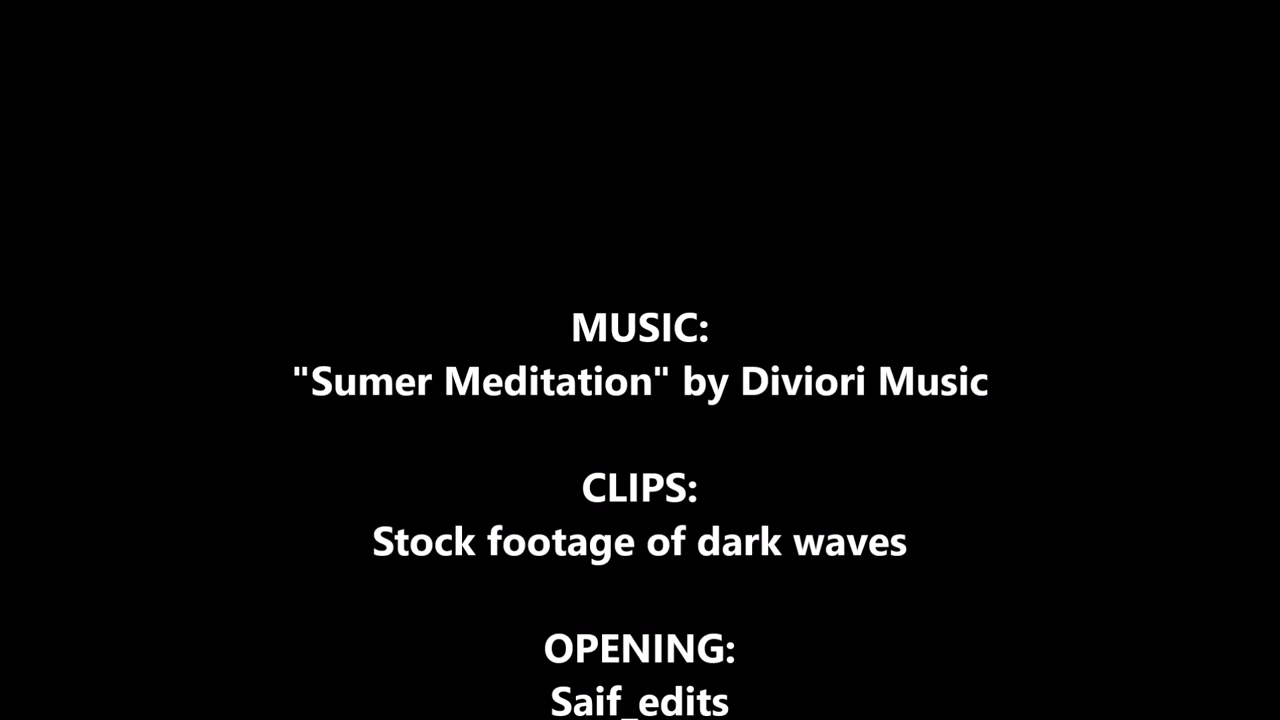 MUSIC:
"Sumer Meditation" by Diviori Music
CLIPS:
Stock footage of dark waves
OPENING:
Saif_edits